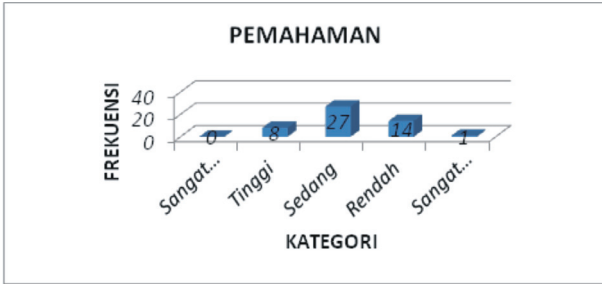 PEMAHAMAN
FREKUENSI
40
20
0
0 8 27 14 1
Sangat... Tinggi Sedang Rendah Sangat...
KATEGORI